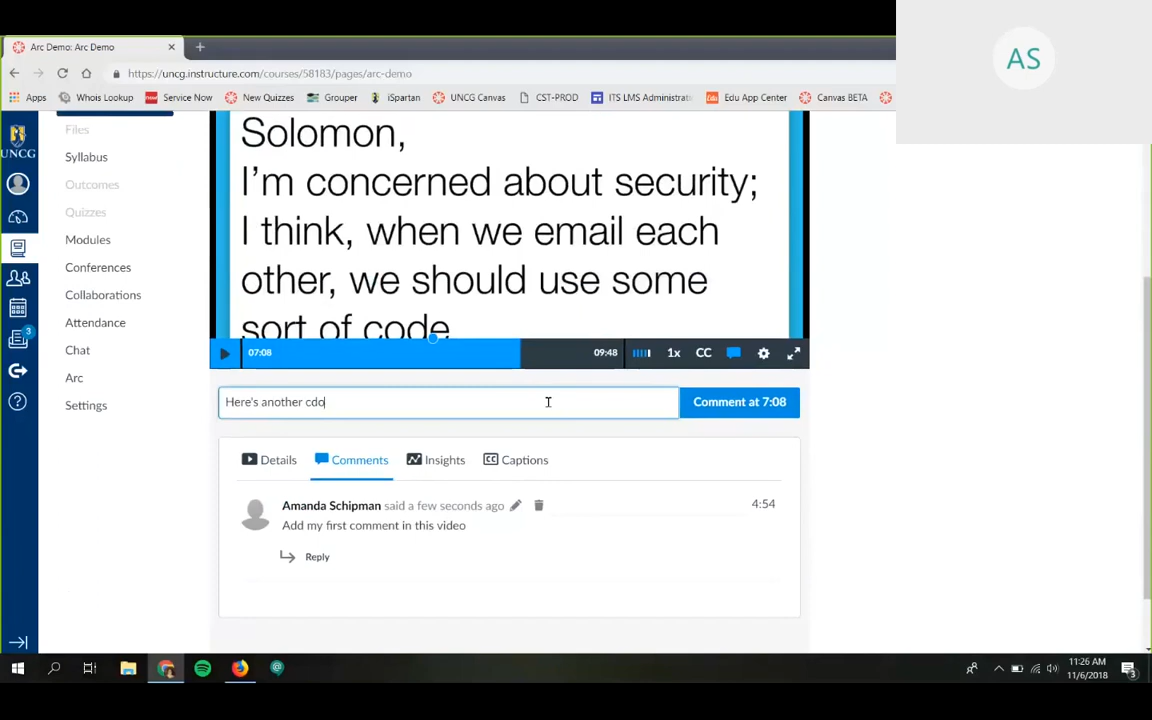 AS
Arc Demo: Arc Demo
https://uncg.instructure.com/courses/58183/pages/arc-demo
Apps Whois Lookup Service Now New Quizzes Grouper iSpartan UNCG Canvas CST-PROD ITS LMS Administrati Edu App Center Canvas BETA
UNCG
Files
Syllabus
Outcomes
Quizzes
Modules
Conferences
Collaborations
3
Attendance
Chat
Arc
Settings
Solomon,
I'm concerned about security;
I think, when we email each
other, we should use some
sort of code
07:08 09:48 1x CC
Here's another cdo
Comment at 7:08
Details Comments Insights CC Captions
Amanda Schipman said a few seconds ago 4:54
Add my first comment in this video
Reply
11:26 AM
11/6/2018
3